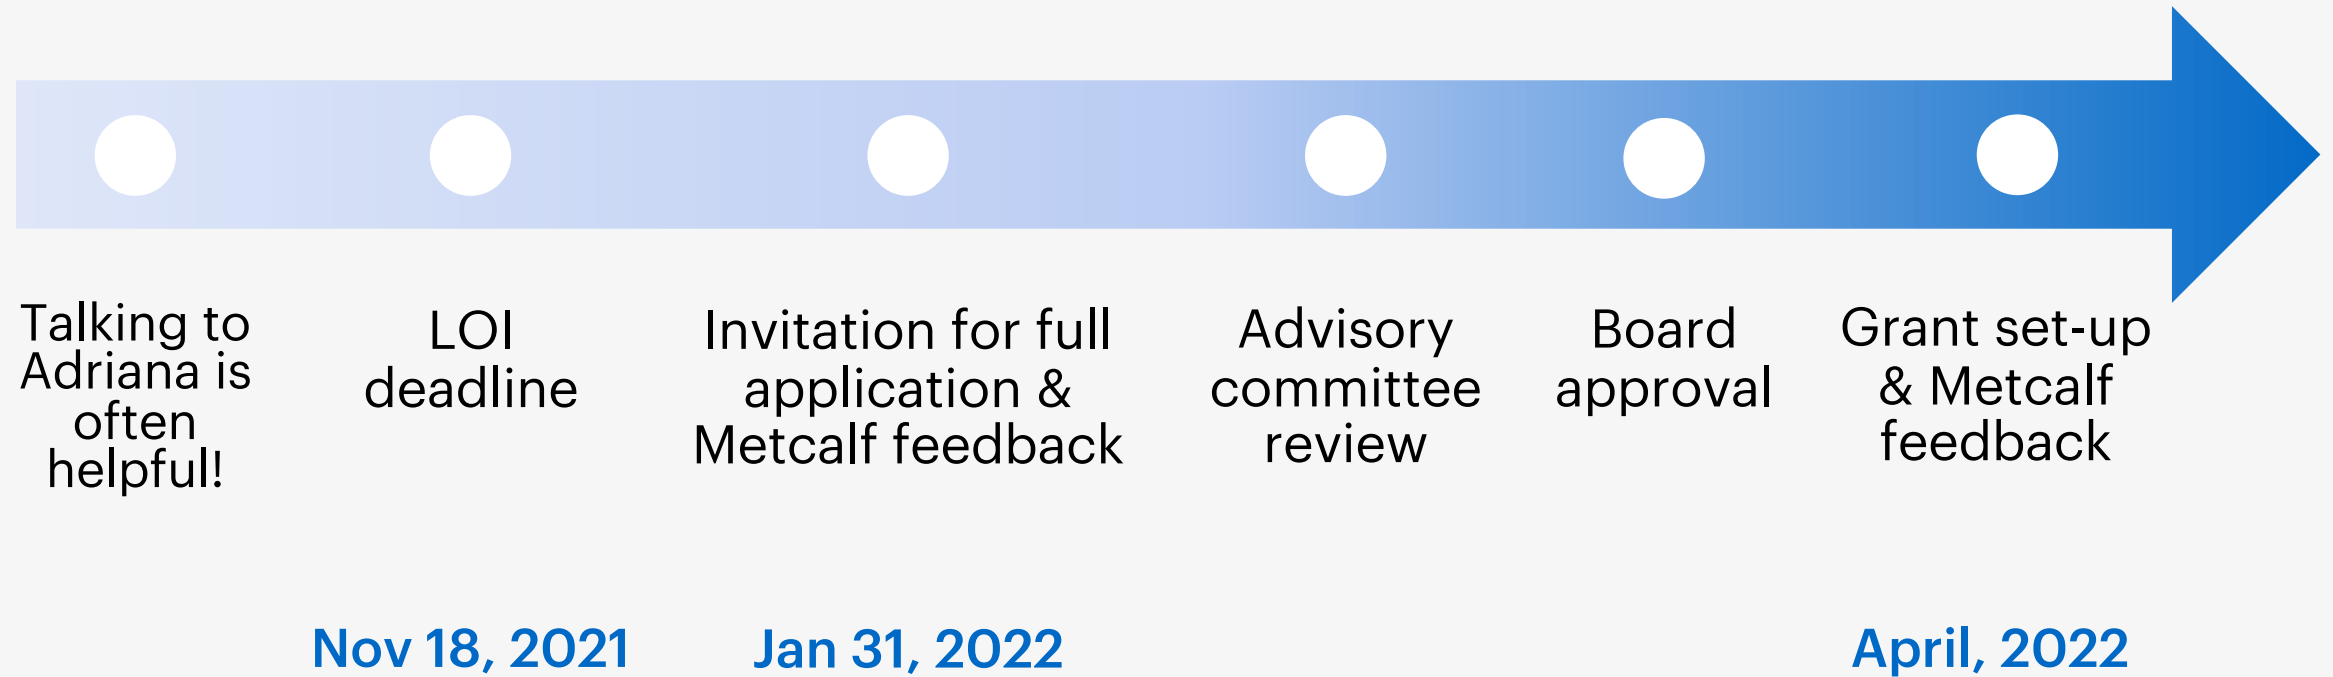 Talking to
Adriana is
often
helpful!
LOI
deadline
Invitation for full
application &
Metcalf feedback
Advisory
committee
review
Board
approval
Grant set-up
& Metcalf
feedback
Nov 18, 2021
Jan 31, 2022
April, 2022